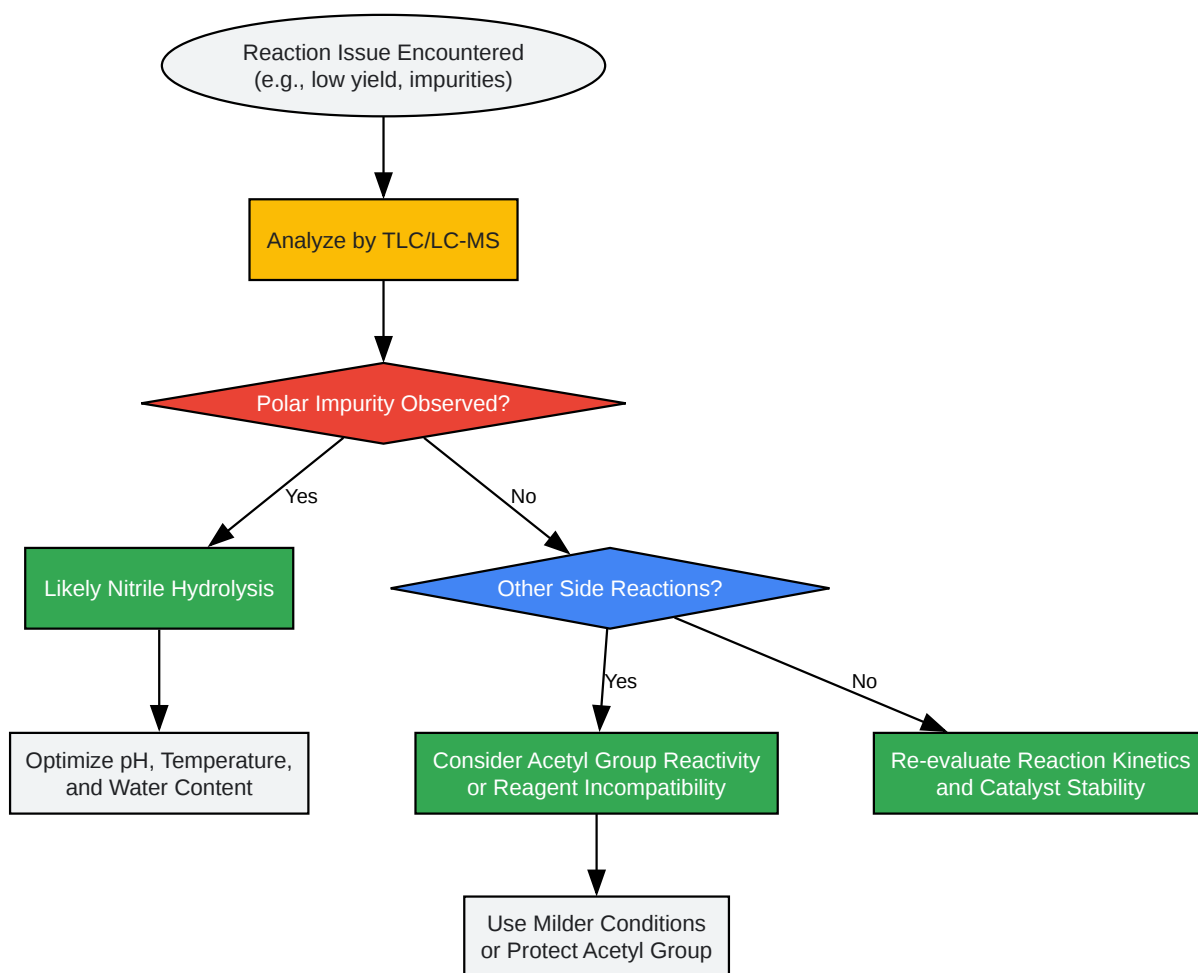 Reaction Issue Encountered
(e.g., low yield, impurities)
Analyze by TLC/LC-MS
Polar Impurity Observed?
Yes
No
Likely Nitrile Hydrolysis
Other Side Reactions?
Yes
No
Optimize pH, Temperature,
and Water Content
Consider Acetyl Group Reactivity
or Reagent Incompatibility
Re-evaluate Reaction Kinetics
and Catalyst Stability
Use Milder Conditions
or Protect Acetyl Group